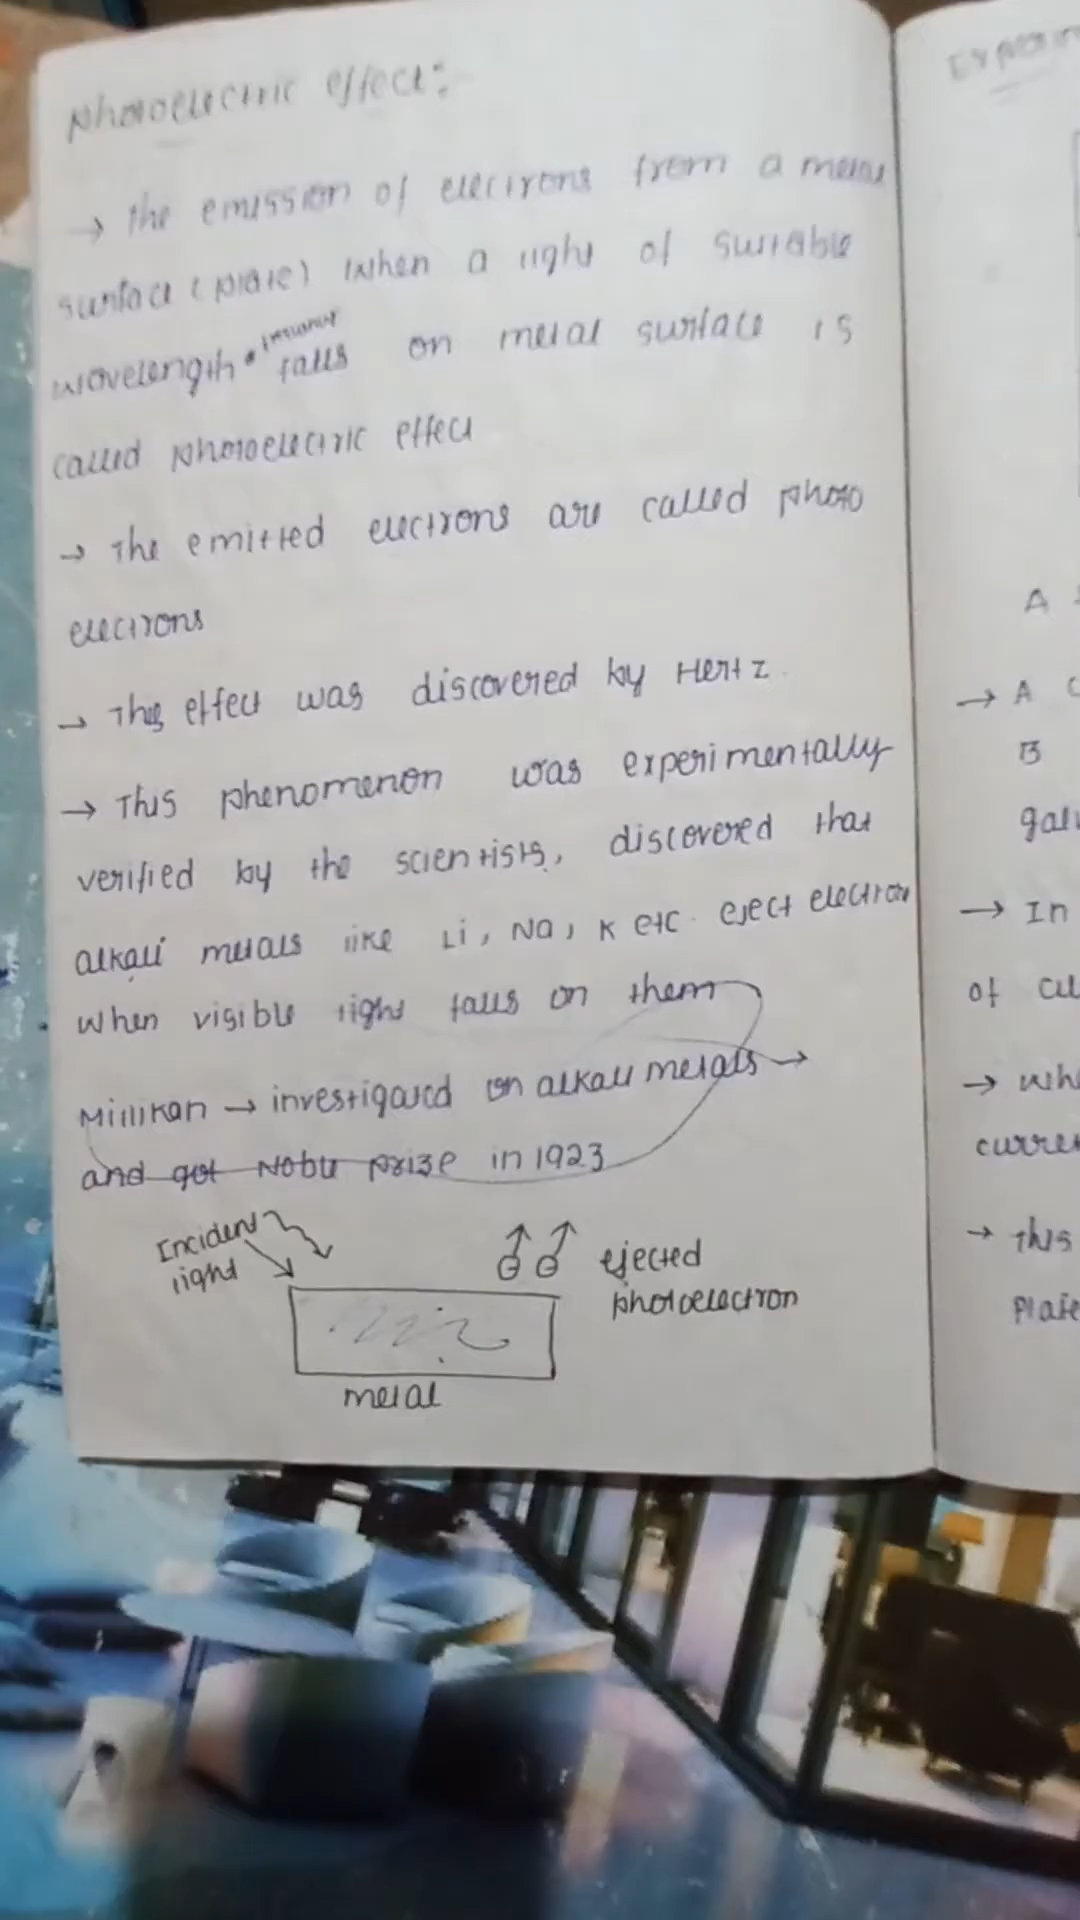 photoelectric effect:-
→ the emission of electrons from a metal
surface (plate) when a light of suitable
wavelength falls on metal surface is
called photoelectric effect
→ The emitted electrons are called photo
electrons
→ This effect was discovered by Hertz.
→ This phenomenon was experimentally
verified by the scientists, discovered that
alkali metals like Li, Na, K etc. eject electron
when visible light falls on them
Millikan → investigated on alkali metals →
and got Noble prize in 1923
Incident
light
ejected
photoelectron
metal
A
→ A
B
→ In
of
→
→ This
Plate